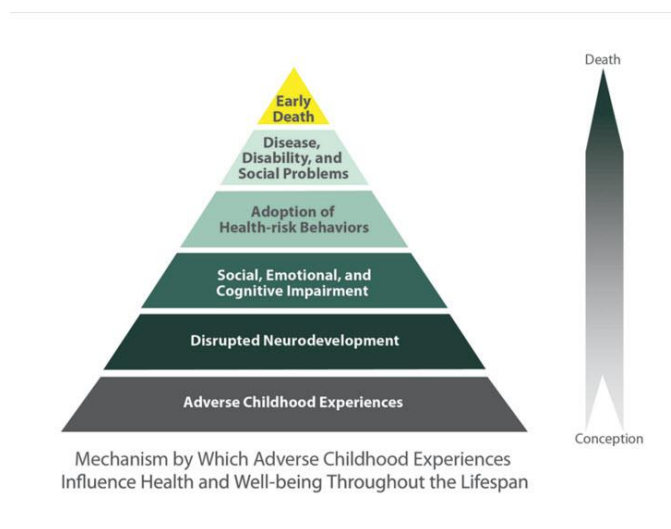 Death
Early
Death
Disease,
Disability, and
Social Problems
Adoption of
Health-risk Behaviors
Social, Emotional, and
Cognitive Impairment
Disrupted Neurodevelopment
Adverse Childhood Experiences
Conception
Mechanism by Which Adverse Childhood Experiences
Influence Health and Well-being Throughout the Lifespan